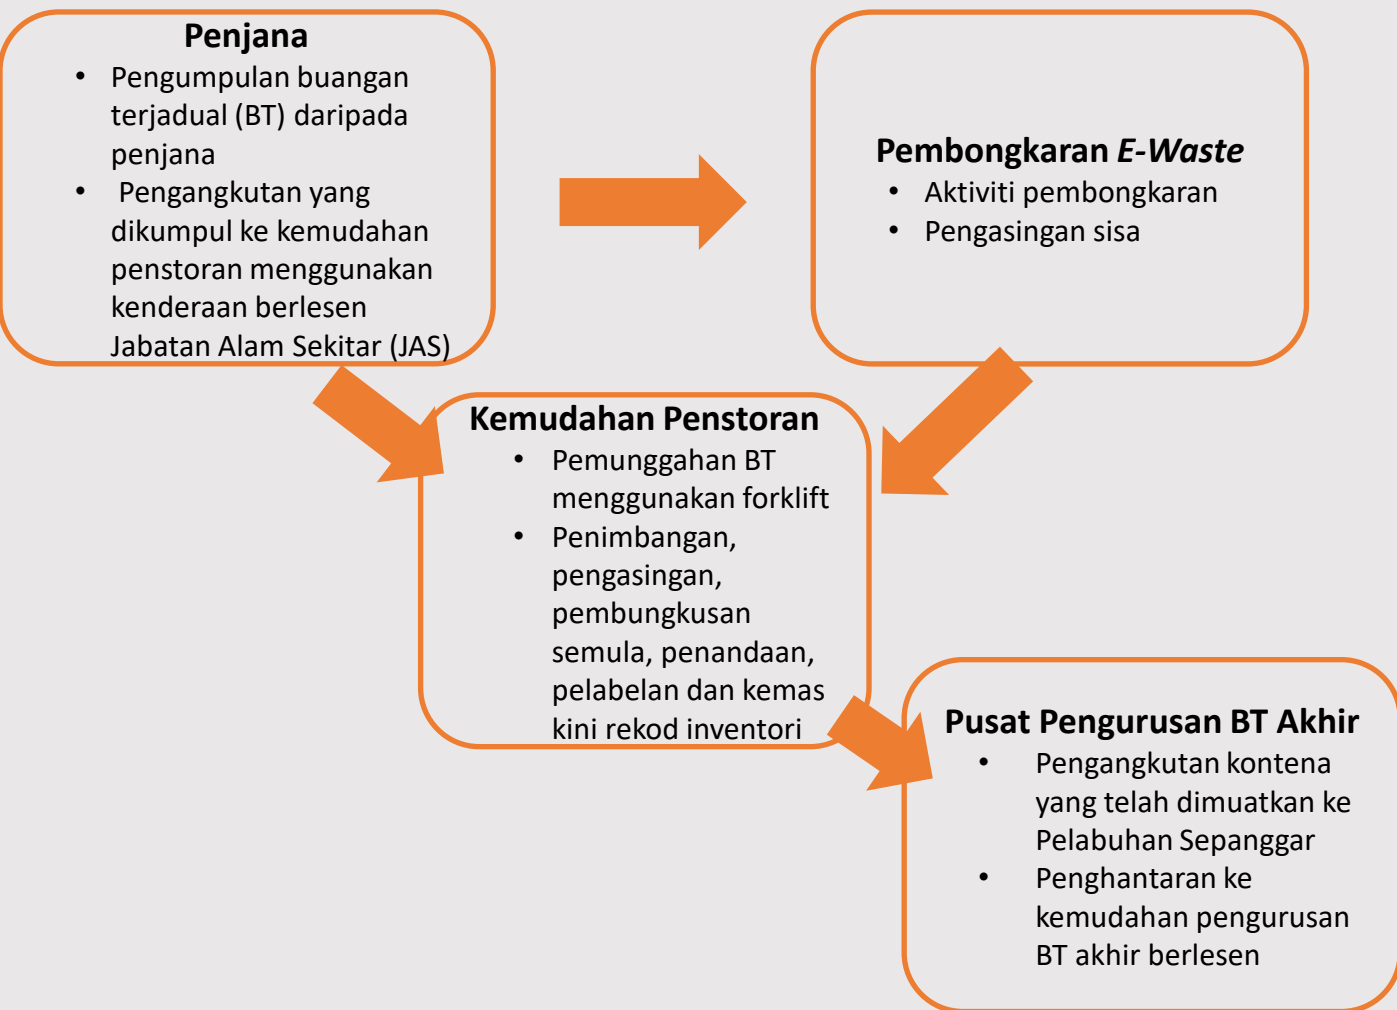 Penjana
• Pengumpulan buangan
terjadual (BT) daripada
penjana
• Pengangkutan yang
dikumpul ke kemudahan
penstoran menggunakan
kenderaan berlesen
Jabatan Alam Sekitar (JAS)
Pembongkaran E-Waste
• Aktiviti pembongkaran
• Pengasingan sisa
Kemudahan Penstoran
• Pemunggahan BT
menggunakan forklift
• Penimbangan,
pengasingan,
pembungkusan
semula, penandaan,
pelabelan dan kemas
kini rekod inventori
Pusat Pengurusan BT Akhir
• Pengangkutan kontena
yang telah dimuatkan ke
Pelabuhan Sepanggar
• Penghantaran ke
kemudahan pengurusan
BT akhir berlesen